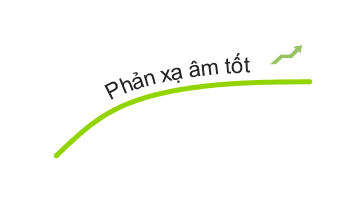 Phản xạ âm tốt